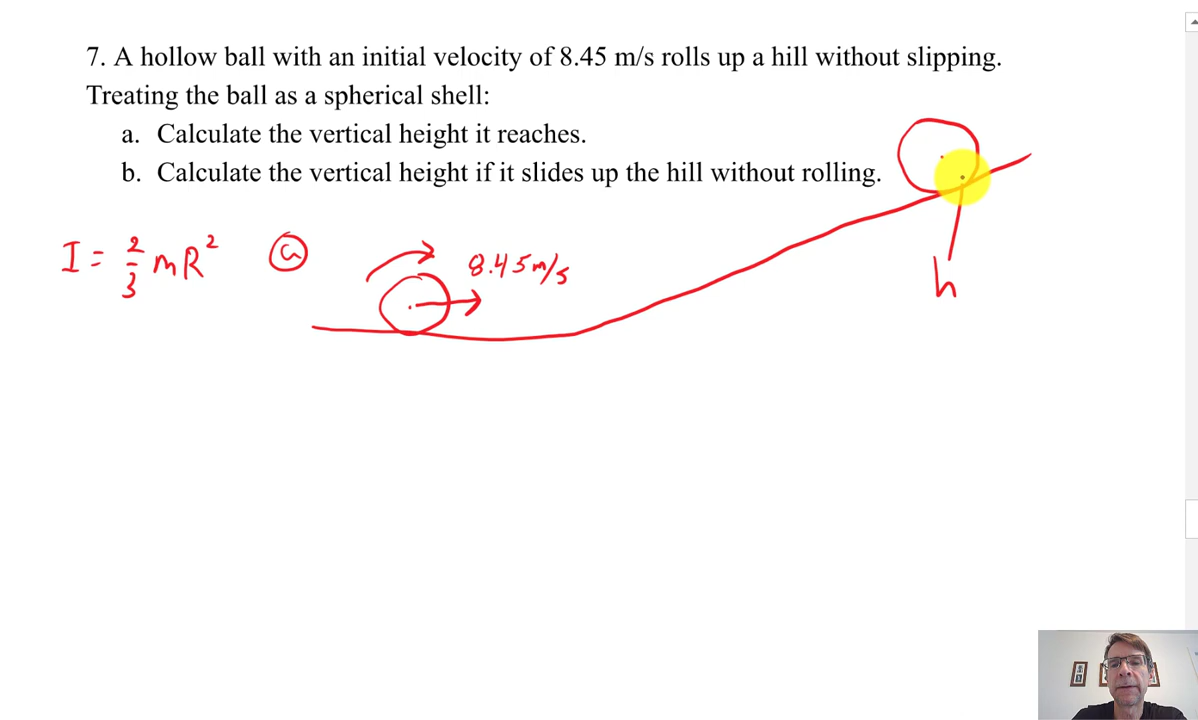 7. A hollow ball with an initial velocity of 8.45 m/s rolls up a hill without slipping.
Treating the ball as a spherical shell:
a. Calculate the vertical height it reaches.
b. Calculate the vertical height if it slides up the hill without rolling.
I = 2/3 mR²
a
8.45 m/s
h